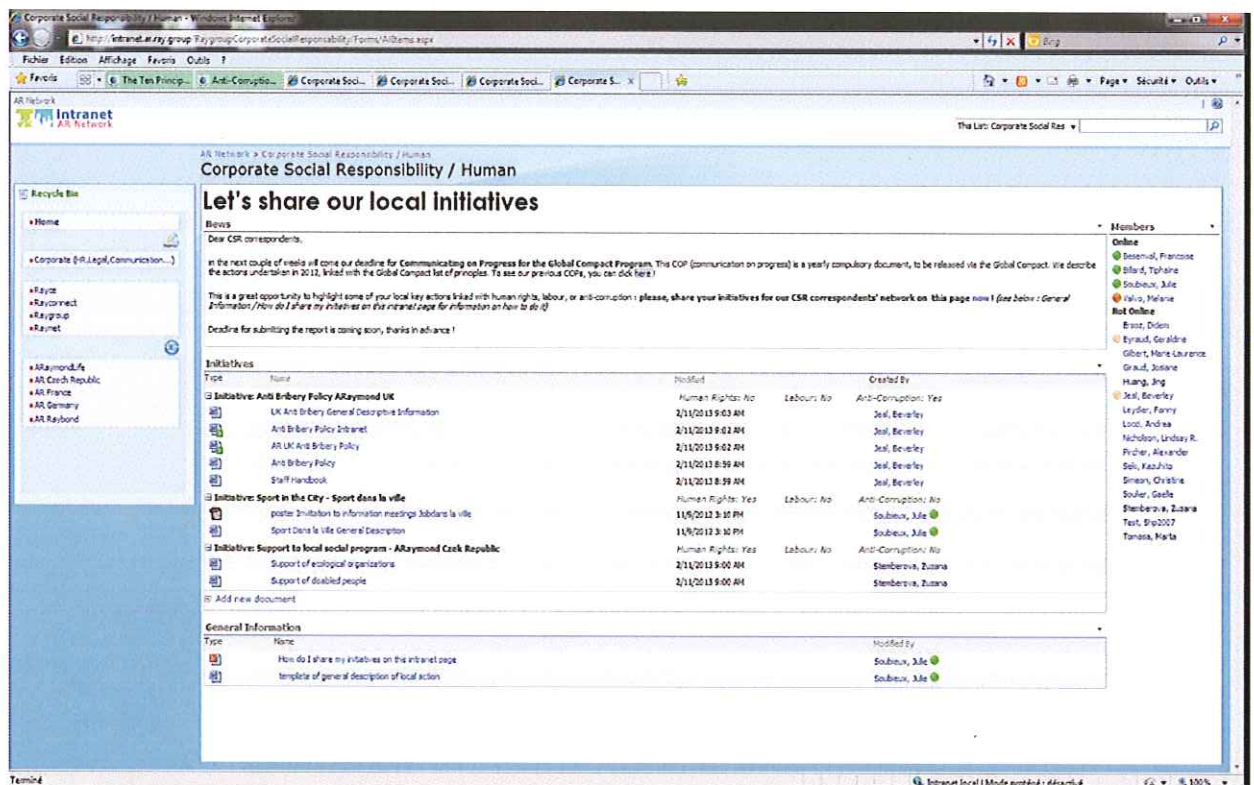 Corporate Social Responsibility / Human - Windows Internet Explorer
Fichier Edition Affichage Favoris Outils ?
Favoris The Ten Princip... Anti-Corruptio... Corporate Soci... Corporate Soci... Corporate Soci... Corporate S... Page Sécurité Outils
Bing
AR Network
Intranet
AR Network
This List: Corporate Social Res
AR Network > Corporate Social Responsibility / Human
Corporate Social Responsibility / Human
Recycle Bin
Home
Corporate (HR,Legal,Communication...)
Rayce
Rayconnect
Raygroup
Raynet
ARaymondLife
AR Czech Republic
AR France
AR Germany
AR Raybond
Let's share our local initiatives
News
Dear CSR correspondents,
in the next couple of weeks will come our deadline for Communicating on Progress for the Global Compact Program. This COP (communication on progress) is a yearly compulsory document, to be released via the Global Compact. We describe
the actions undertaken in 2012, linked with the Global Compact list of principles. To see our previous COPs, you can click here !
This is a great opportunity to highlight some of your local key actions linked with human rights, labour, or anti-corruption : please, share your initiatives for our CSR correspondents' network on this page now ! (see below : General
Information / How do I share my initiatives on this intranet page for information on how to do it)
Deadline for submitting the report is coming soon, thanks in advance !
Initiatives
Type Name Modified Created By
Initiative: Anti Bribery Policy ARaymond UK Human Rights: No Labour: No Anti-Corruption: Yes
UK Anti Bribery General Descriptive Information 2/11/2013 9:03 AM Jeal, Beverley
Anti Bribery Policy Intranet 2/11/2013 9:02 AM Jeal, Beverley
AR UK Anti Bribery Policy 2/11/2013 9:02 AM Jeal, Beverley
Anti Bribery Policy 2/11/2013 8:59 AM Jeal, Beverley
Staff Handbook 2/11/2013 8:59 AM Jeal, Beverley
Initiative: Sport in the City - Sport dans la ville Human Rights: Yes Labour: No Anti-Corruption: No
poster Invitation to information meetings Jobdans la ville 11/9/2012 3:10 PM Soubieux, Julie
Sport Dans la Ville General Description 11/9/2012 3:10 PM Soubieux, Julie
Initiative: Support to local social program - ARaymond Czek Republic Human Rights: Yes Labour: No Anti-Corruption: No
Support of ecological organizations 2/11/2013 9:00 AM Stemberova, Zuzana
Support of disabled people 2/11/2013 9:00 AM Stemberova, Zuzana
Add new document
General Information
Type Name Modified By
How do I share my initiatives on this intranet page Soubieux, Julie
template of general description of local action Soubieux, Julie
Members
Online
Besenval, Francoise
Billard, Tiphaine
Soubieux, Julie
Valvo, Melanie
Not Online
Ersoz, Didem
Eyraud, Geraldine
Gilbert, Marie-Laurence
Giraud, Josiane
Huang, Jing
Jeal, Beverley
Leydier, Fanny
Locci, Andrea
Nicholson, Lindsay R.
Pircher, Alexander
Seki, Kazuhito
Simeon, Christine
Soulier, Gaelle
Stemberova, Zuzana
Test, Shp2007
Tomasa, Marta
Terminé
Intranet local | Mode protégé : désactivé
100%